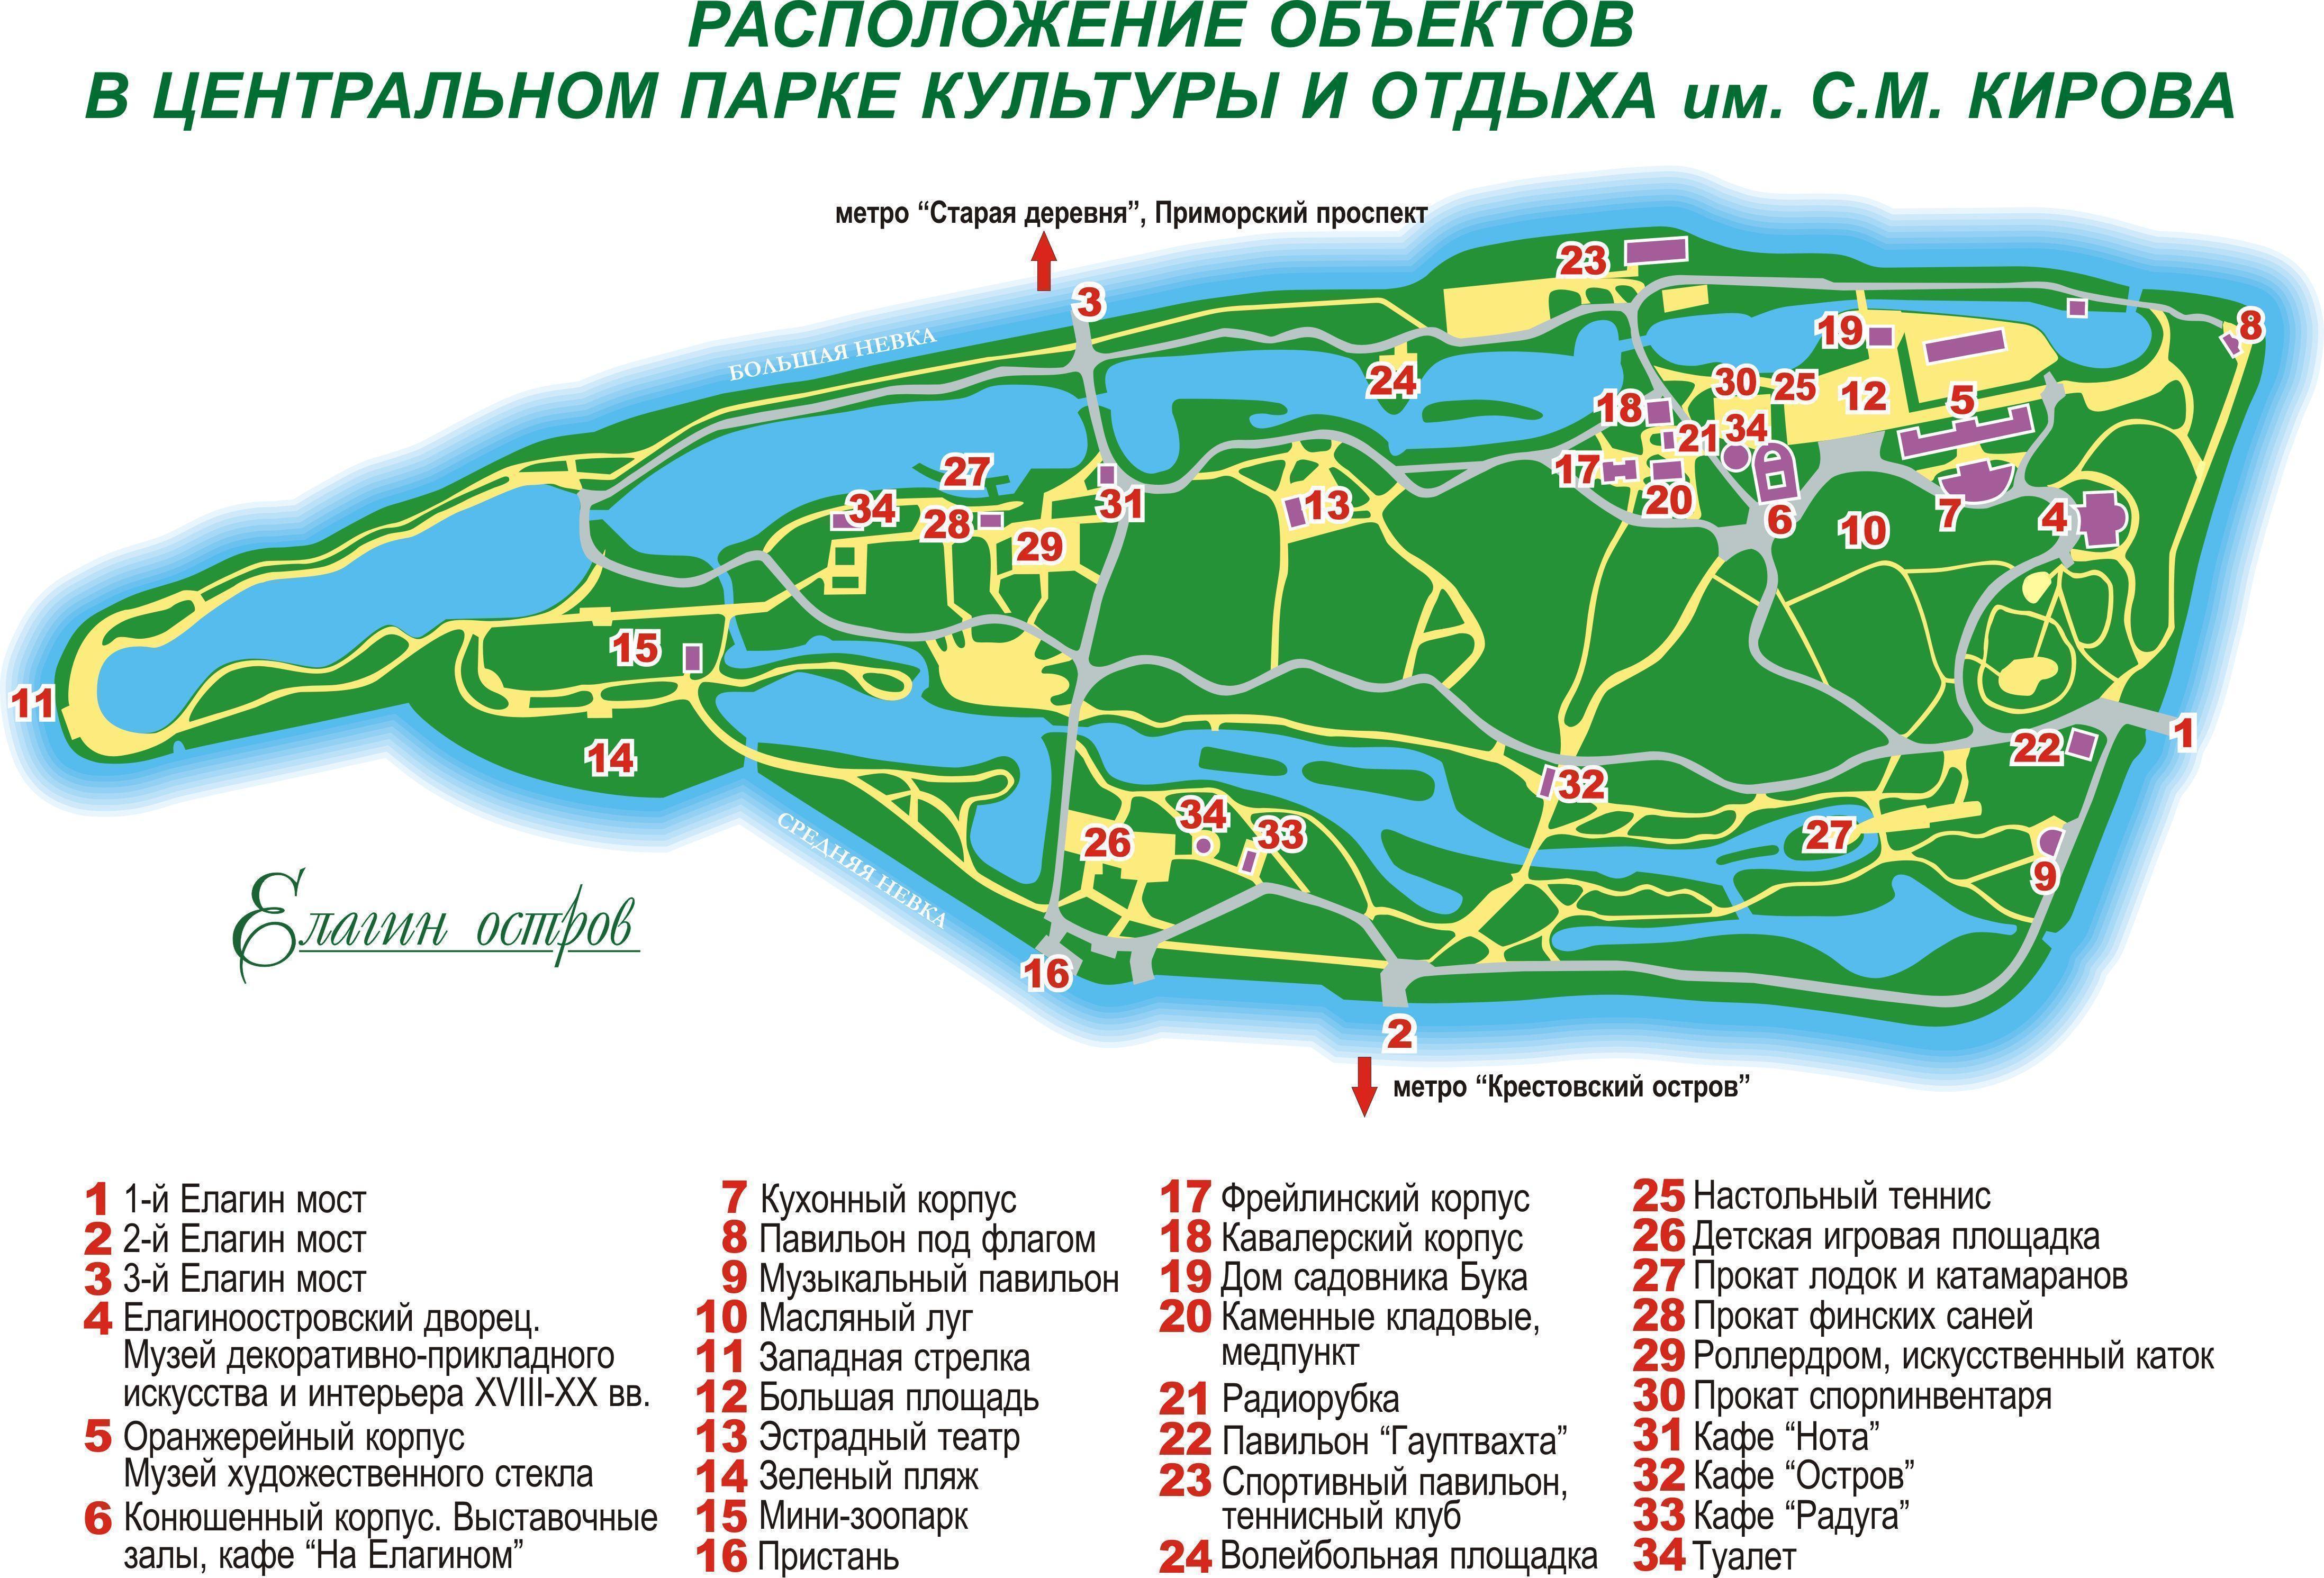 РАСПОЛОЖЕНИЕ ОБЪЕКТОВ
В ЦЕНТРАЛЬНОМ ПАРКЕ КУЛЬТУРЫ И ОТДЫХА им. С.М. КИРОВА
метро “Старая деревня”, Приморский проспект
23
3
8
19
БОЛЬШАЯ НЕВКА
24
30
25
12
5
18
21
34
27
17
20
34
28
31
13
6
10
7
4
29
15
11
14
1
22
32
27
34
33
26
СРЕДНЯЯ НЕВКА
9
Елагин остров
16
2
метро “Крестовский остров”
1 1-й Елагин мост
2 2-й Елагин мост
3 3-й Елагин мост
4 Елагиноостровский дворец.
Музей декоративно-прикладного
искусства и интерьера XVIII-XX вв.
5 Оранжерейный корпус
Музей художественного стекла
6 Конюшенный корпус. Выставочные
залы, кафе “На Елагином”
7 Кухонный корпус
8 Павильон под флагом
9 Музыкальный павильон
10 Масляный луг
11 Западная стрелка
12 Большая площадь
13 Эстрадный театр
14 Зеленый пляж
15 Мини-зоопарк
16 Пристань
17 Фрейлинский корпус
18 Кавалерский корпус
19 Дом садовника Бука
20 Каменные кладовые,
медпункт
21 Радиорубка
22 Павильон “Гауптвахта”
23 Спортивный павильон,
теннисный клуб
24 Волейбольная площадка
25 Настольный теннис
26 Детская игровая площадка
27 Прокат лодок и катамаранов
28 Прокат финских саней
29 Роллердром, искусственный каток
30 Прокат спорпинвентаря
31 Кафе “Нота”
32 Кафе “Остров”
33 Кафе “Радуга”
34 Туалет